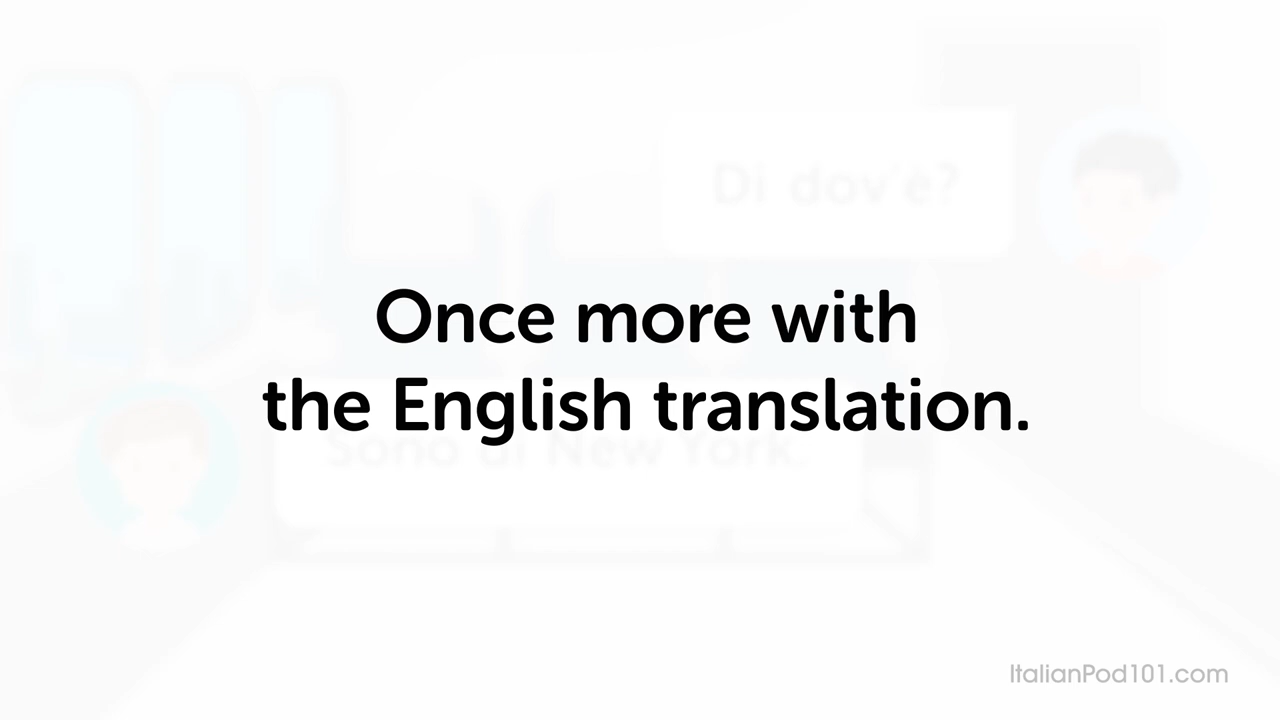 Di dov'è?
Once more with
the English translation.
Sono di New York.
ItalianPod101.com